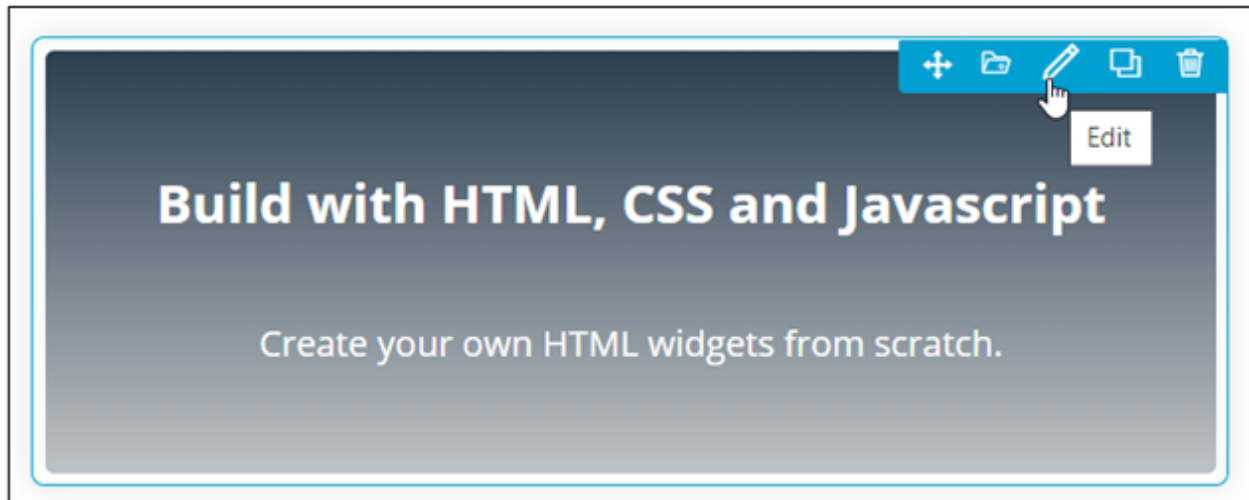 Edit
Build with HTML, CSS and Javascript
Create your own HTML widgets from scratch.